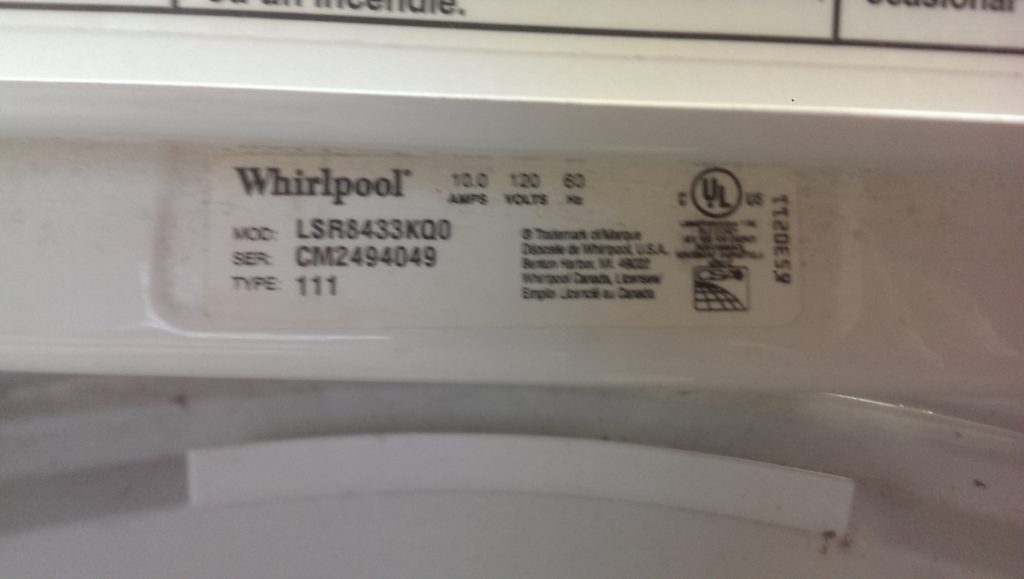 ou un incendie.
Whirlpool
10.0 120 60
AMPS VOLTS Hz
MOD: LSR8433KQ0
SER: CM2494049
TYPE: 111
® Trademark of/Marque
Déposée de Whirlpool, U.S.A.
Benton Harbor, MI. 49022
Whirlpool Canada, Licensee/
Emploi Licencié au Canada
C UL US